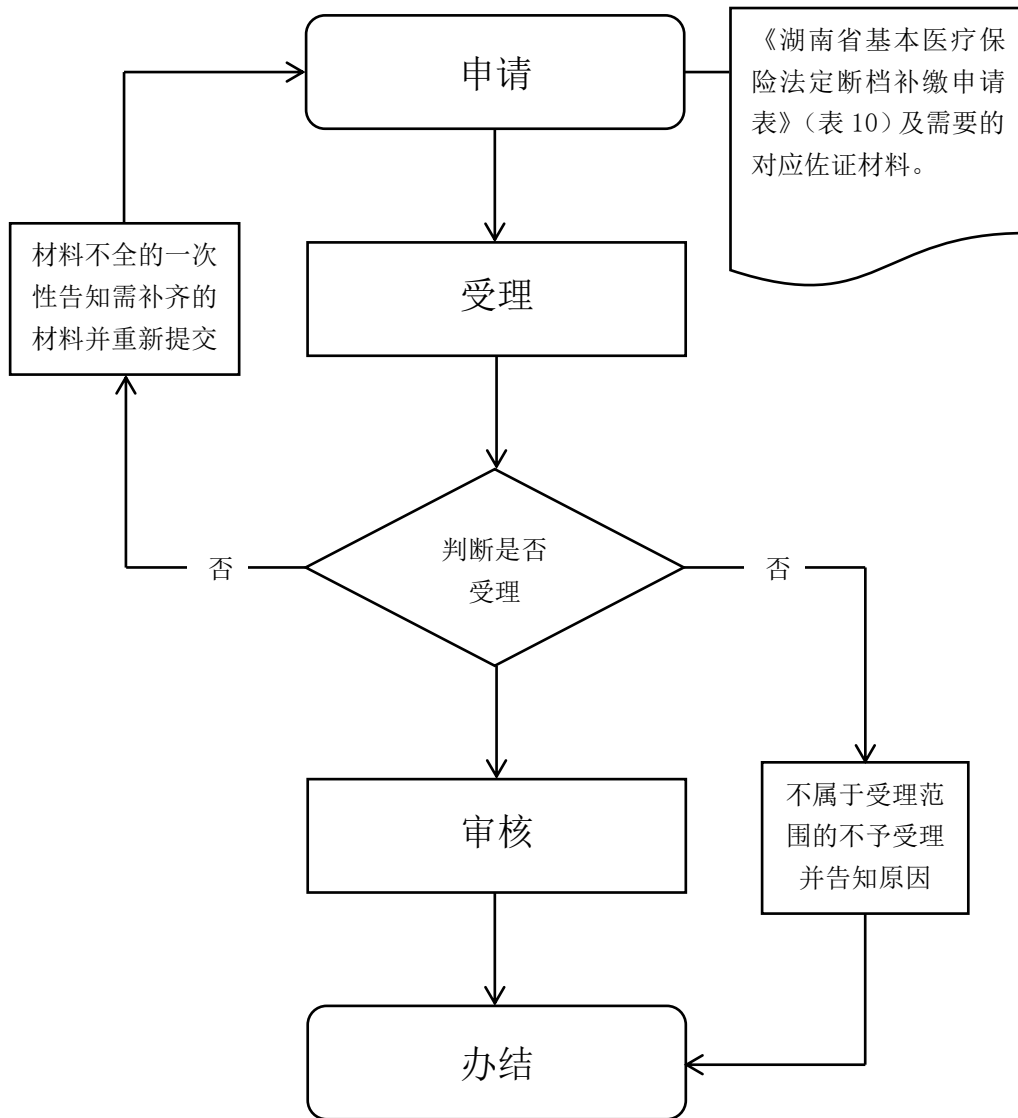 申请
《湖南省基本医疗保
险法定断档补缴申请
表》（表 10）及需要的
对应佐证材料。
材料不全的一次
性告知需补齐的
材料并重新提交
受理
判断是否
受理
否
否
审核
不属于受理范
围的不予受理
并告知原因
办结